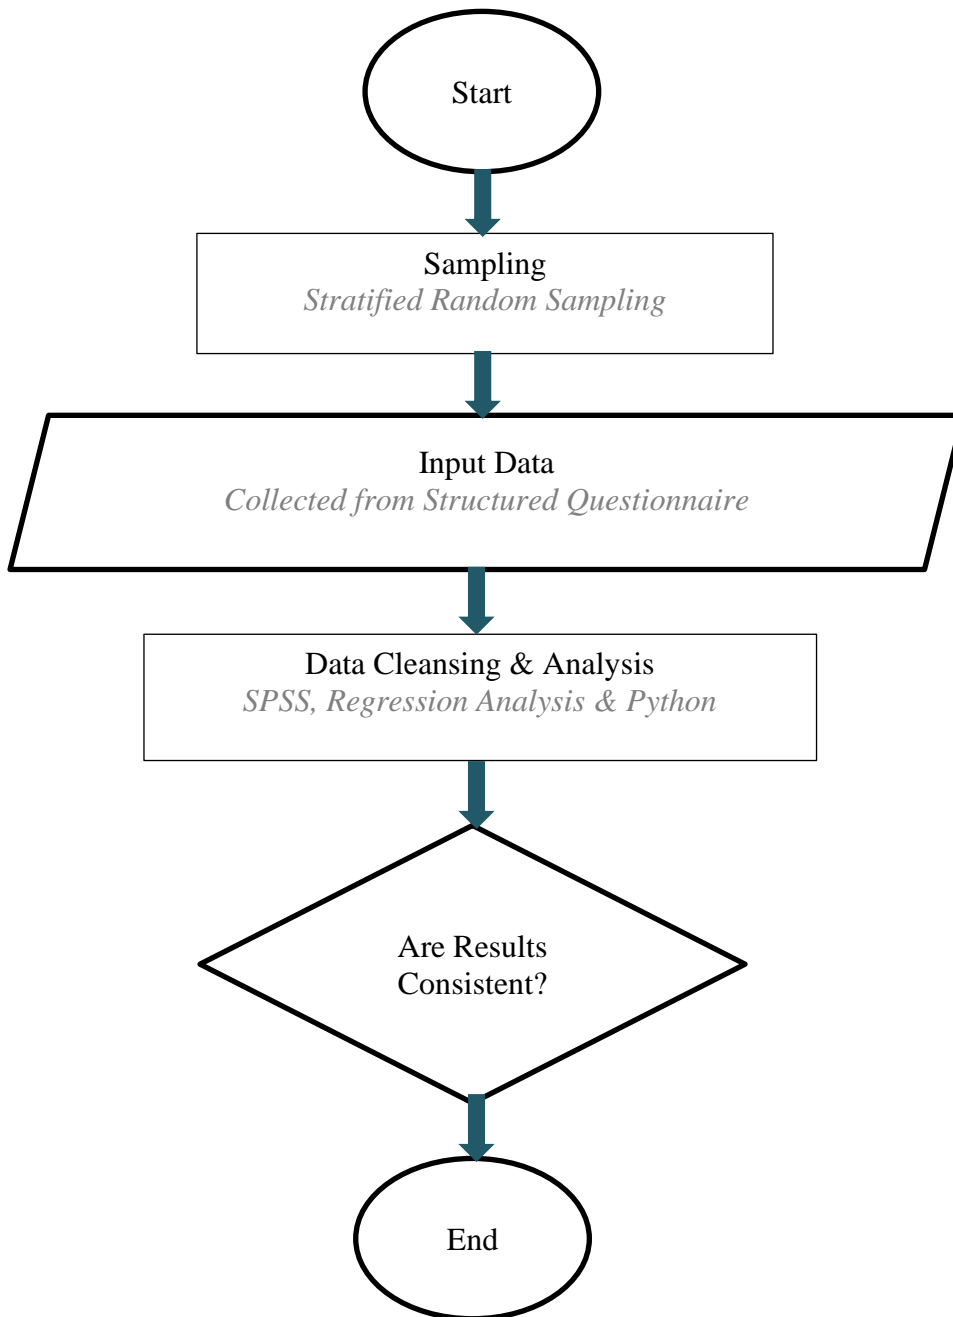 Start
Sampling
Stratified Random Sampling
Input Data
Collected from Structured Questionnaire
Data Cleansing & Analysis
SPSS, Regression Analysis & Python
Are Results
Consistent?
End